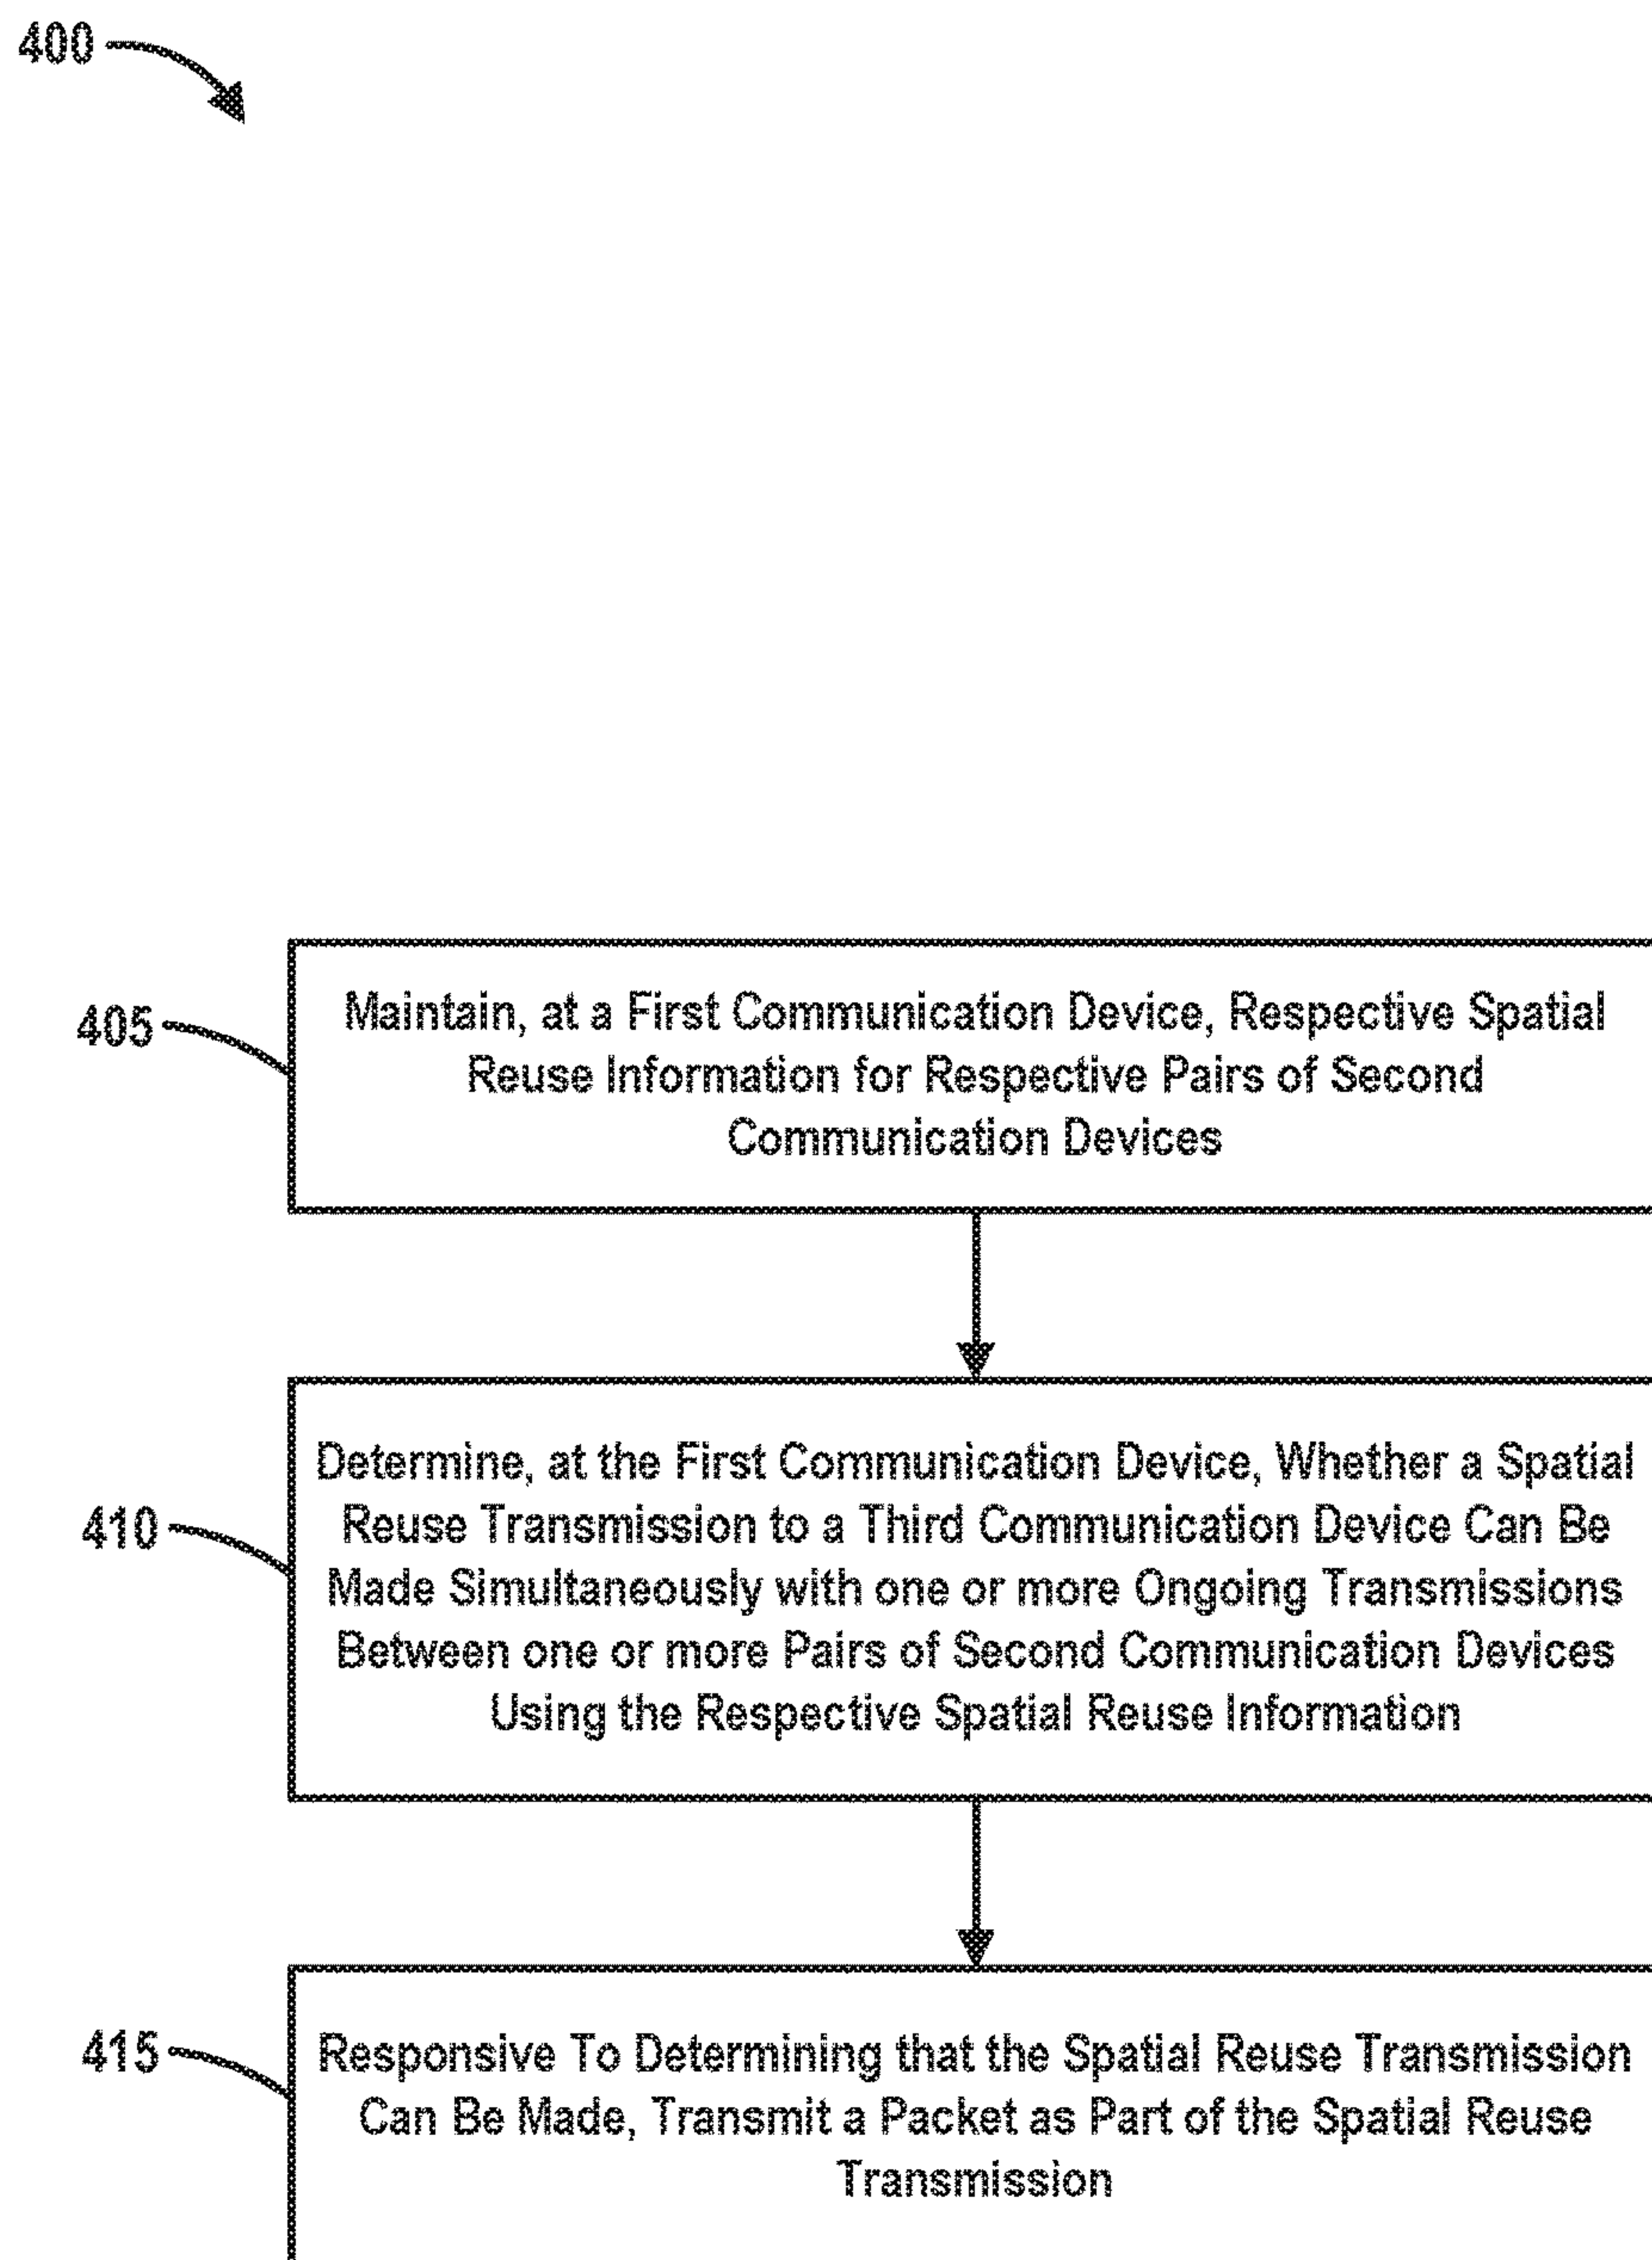 400
405
Maintain, at a First Communication Device, Respective Spatial
Reuse Information for Respective Pairs of Second
Communication Devices
410
Determine, at the First Communication Device, Whether a Spatial
Reuse Transmission to a Third Communication Device Can Be
Made Simultaneously with one or more Ongoing Transmissions
Between one or more Pairs of Second Communication Devices
Using the Respective Spatial Reuse Information
415
Responsive To Determining that the Spatial Reuse Transmission
Can Be Made, Transmit a Packet as Part of the Spatial Reuse
Transmission